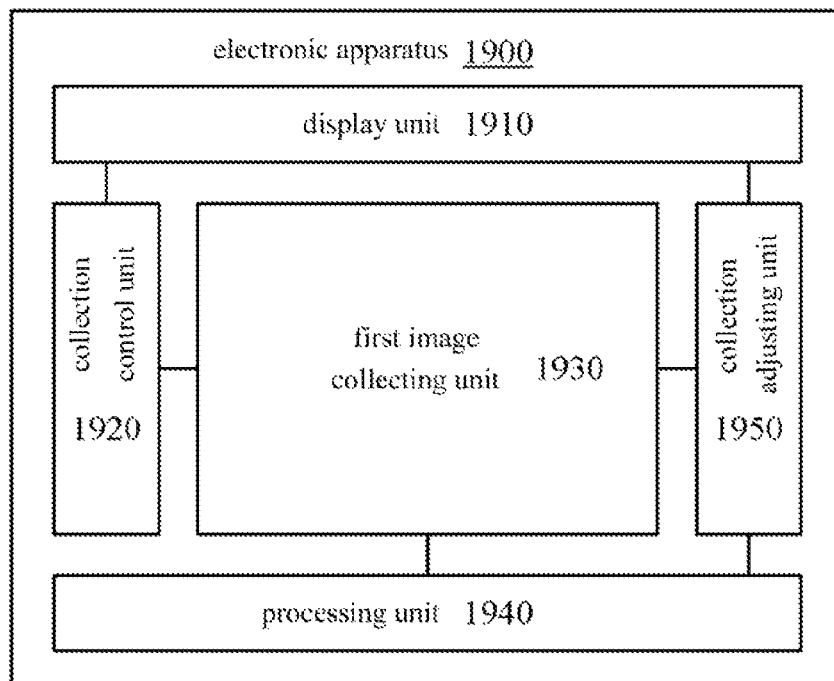 electronic apparatus 1900
display unit 1910
collection
control unit
1920
first image
collecting unit 1930
collection
adjusting unit
1950
processing unit 1940